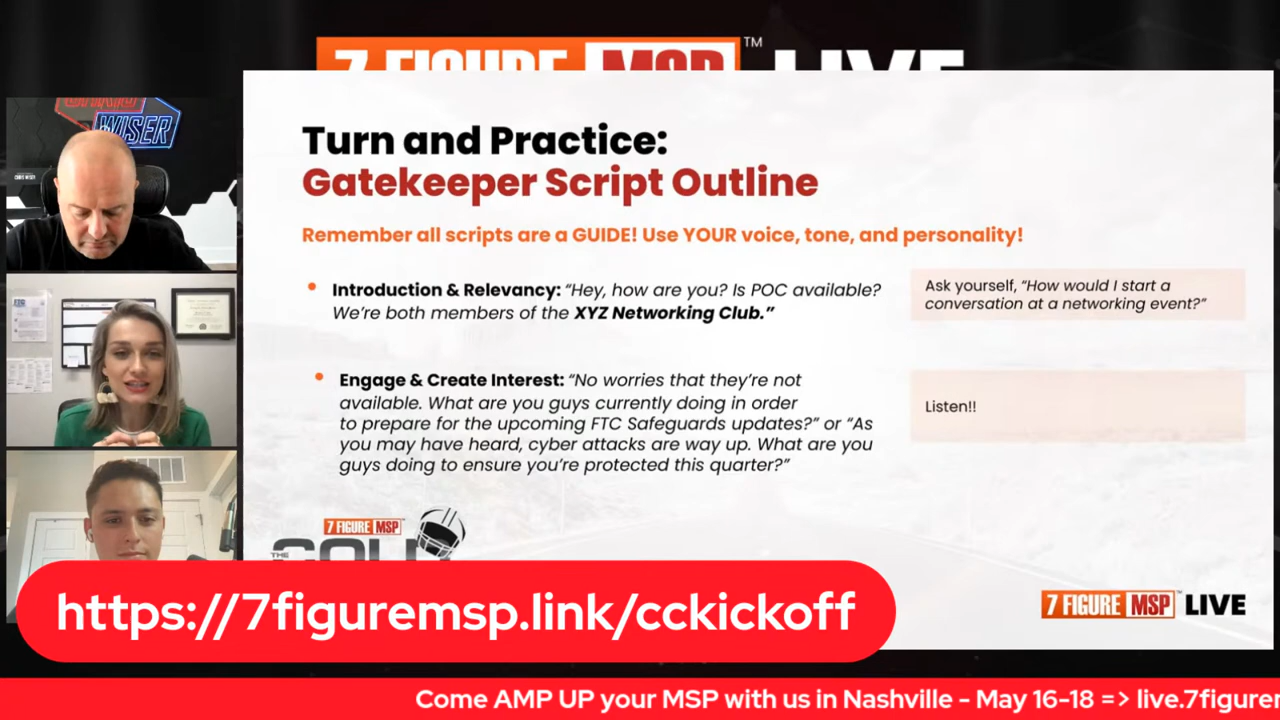 7 FIGURE MSP™ LIVE
WISER
Turn and Practice:
Gatekeeper Script Outline
Remember all scripts are a GUIDE! Use YOUR voice, tone, and personality!
• Introduction & Relevancy: “Hey, how are you? Is POC available?
We’re both members of the XYZ Networking Club.”
Ask yourself, “How would I start a
conversation at a networking event?”
• Engage & Create Interest: “No worries that they’re not
available. What are you guys currently doing in order
to prepare for the upcoming FTC Safeguards updates?” or “As
you may have heard, cyber attacks are way up. What are you
guys doing to ensure you’re protected this quarter?”
Listen!!
7 FIGURE MSP
THE
7 FIGURE MSP LIVE
https://7figuremsp.link/cckickoff
Come AMP UP your MSP with us in Nashville - May 16-18 => live.7figurer